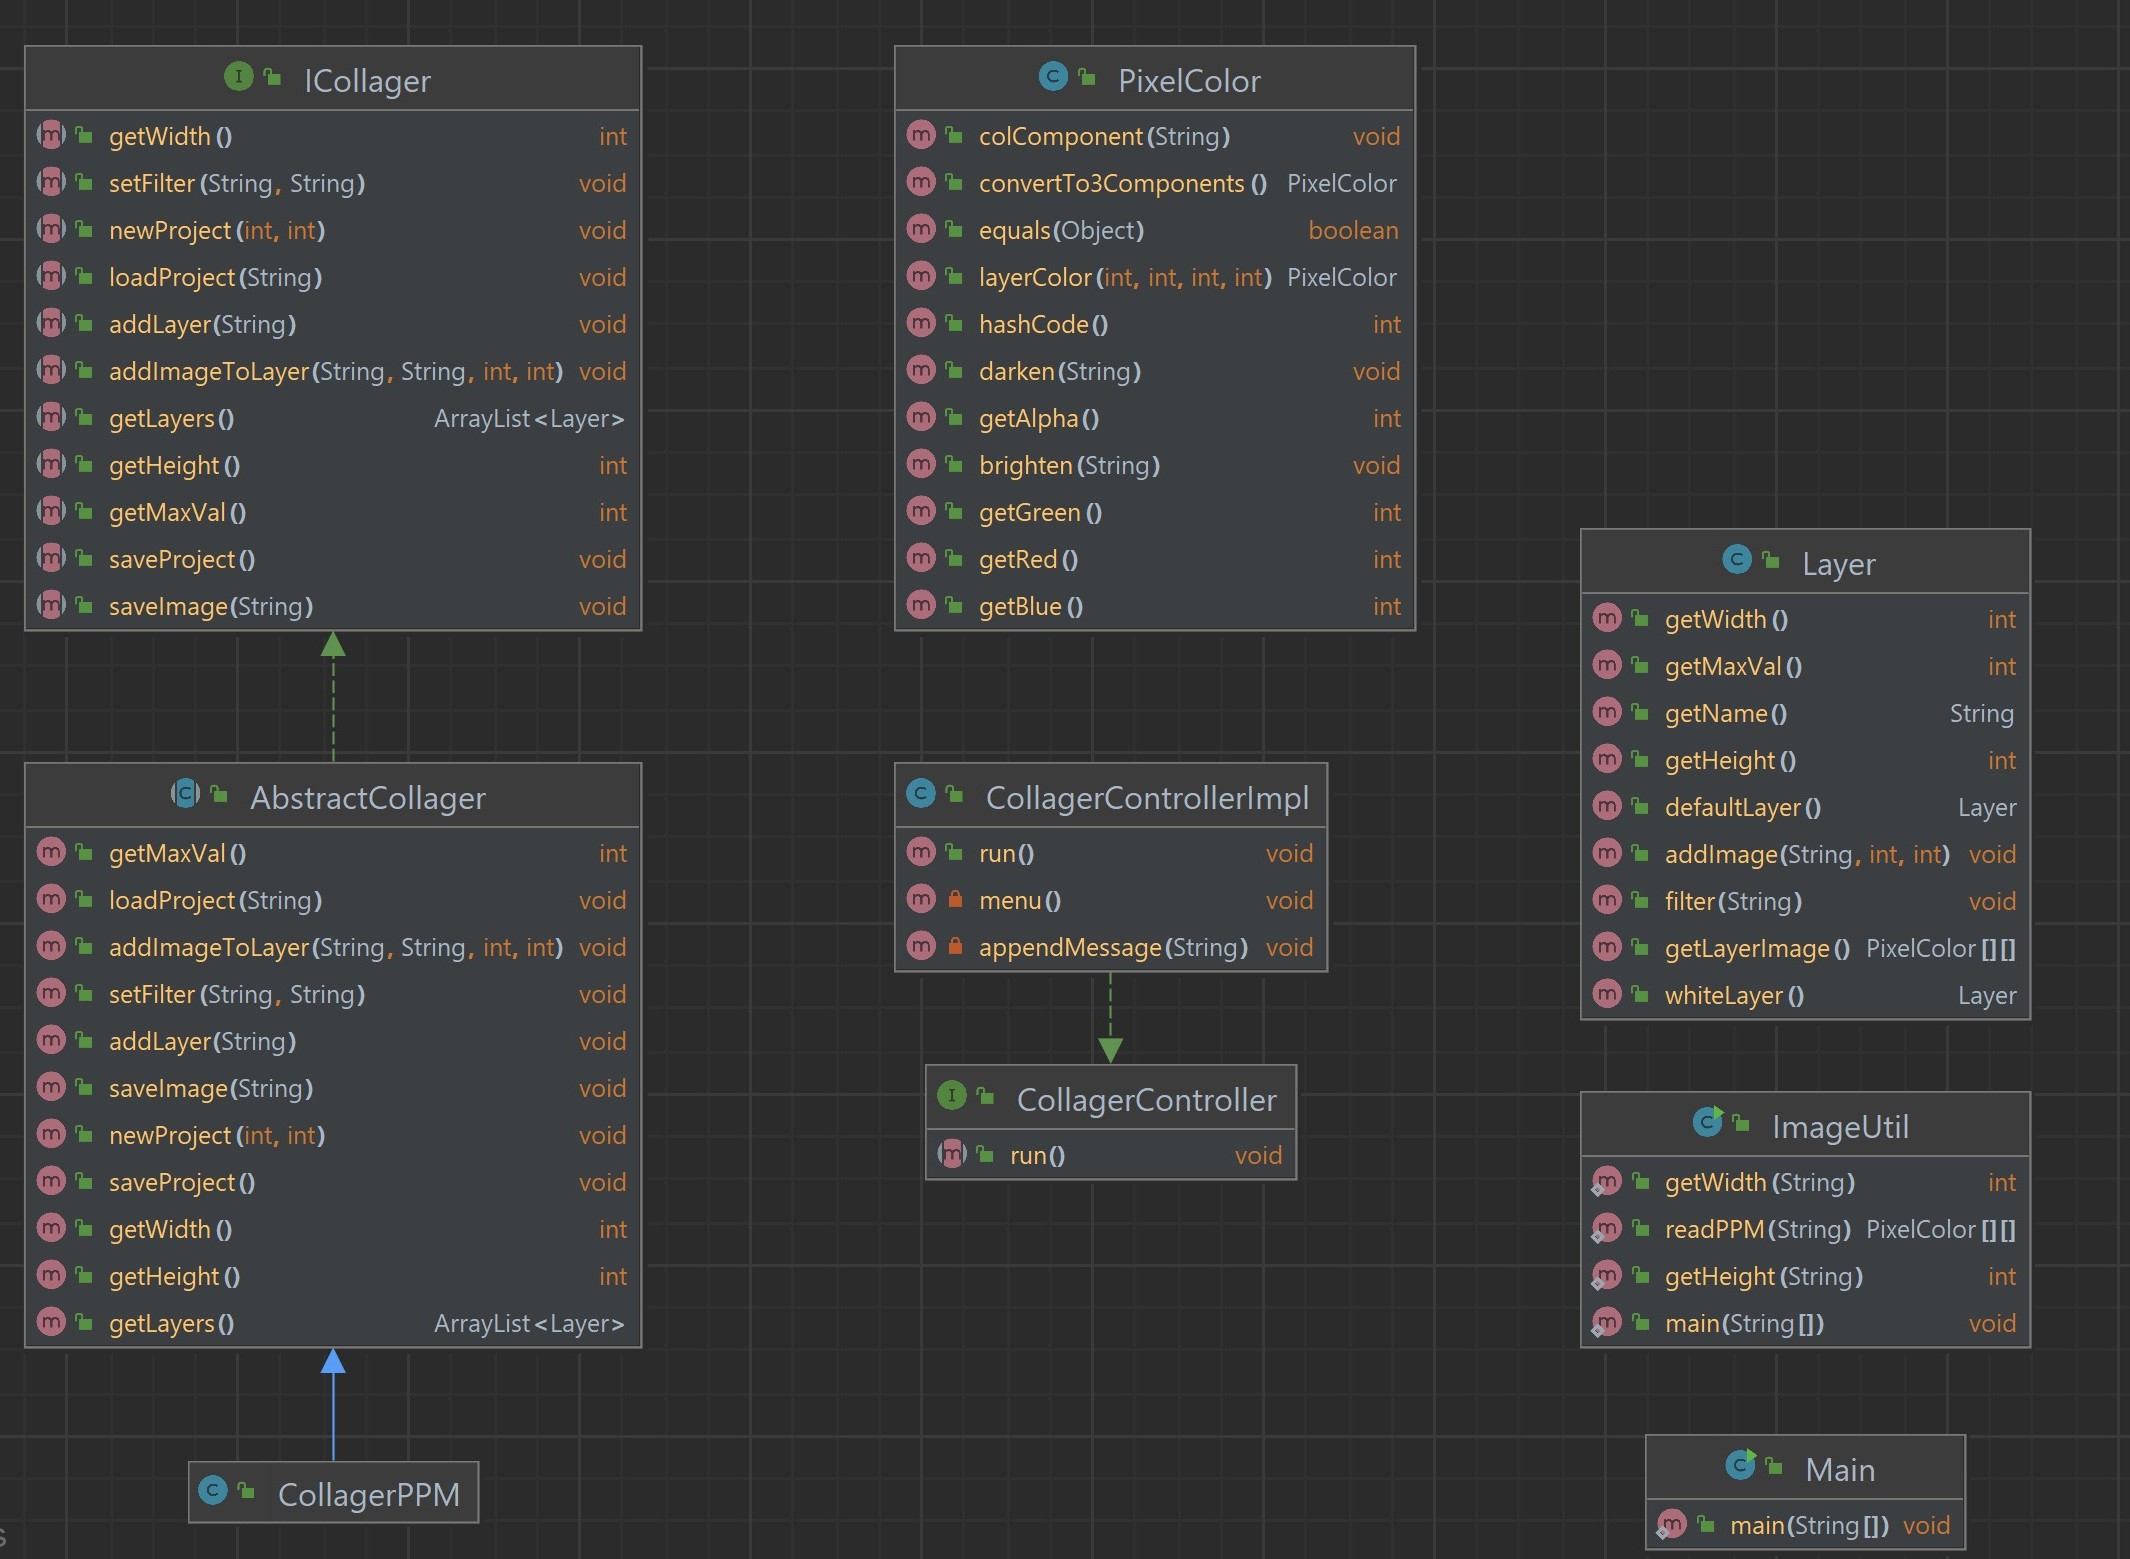 ICollager
getWidth() int
setFilter(String, String) void
newProject(int, int) void
loadProject(String) void
addLayer(String) void
addImageToLayer(String, String, int, int) void
getLayers() ArrayList<Layer>
getHeight() int
getMaxVal() int
saveProject() void
saveImage(String) void
AbstractCollager
getMaxVal() int
loadProject(String) void
addImageToLayer(String, String, int, int) void
setFilter(String, String) void
addLayer(String) void
saveImage(String) void
newProject(int, int) void
saveProject() void
getWidth() int
getHeight() int
getLayers() ArrayList<Layer>
CollagerPPM
PixelColor
colComponent(String) void
convertTo3Components() PixelColor
equals(Object) boolean
layerColor(int, int, int, int) PixelColor
hashCode() int
darken(String) void
getAlpha() int
brighten(String) void
getGreen() int
getRed() int
getBlue() int
CollagerControllerImpl
run() void
menu() void
appendMessage(String) void
CollagerController
run() void
Layer
getWidth() int
getMaxVal() int
getName() String
getHeight() int
defaultLayer() Layer
addImage(String, int, int) void
filter(String) void
getLayerImage() PixelColor[][]
whiteLayer() Layer
ImageUtil
getWidth(String) int
readPPM(String) PixelColor[][]
getHeight(String) int
main(String[]) void
Main
main(String[]) void